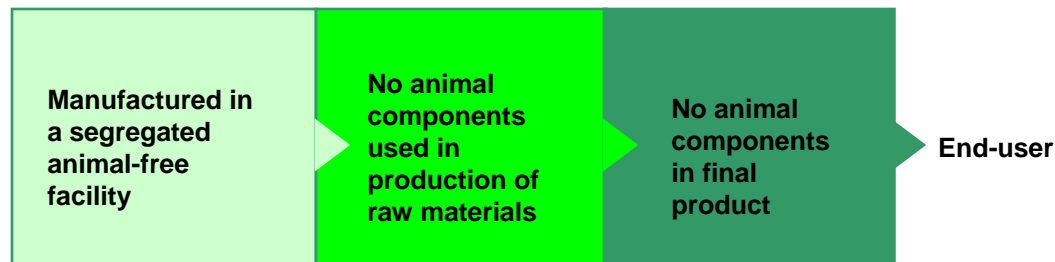 Manufactured in
a segregated
animal-free
facility
No animal
components
used in
production of
raw materials
No animal
components
in final
product
End-user